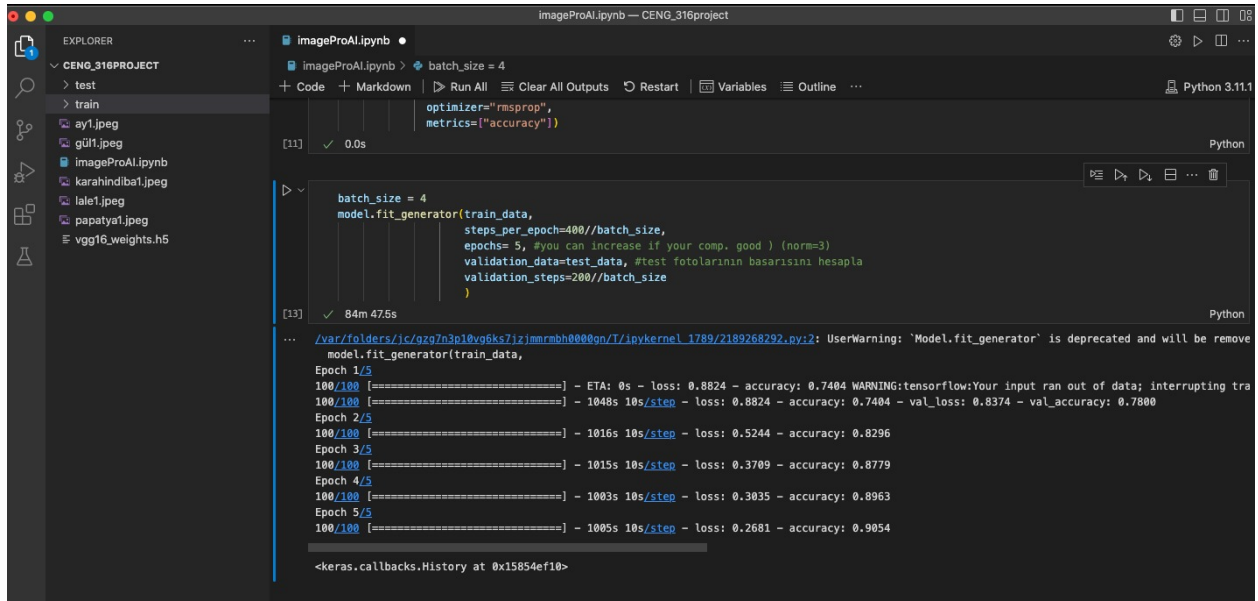 imageProAI.ipynb — CENG_316project
EXPLORER ...
CENG_316PROJECT
> test
> train
ay1.jpeg
gül1.jpeg
imageProAI.ipynb
karahindiba1.jpeg
lale1.jpeg
papatya1.jpeg
vgg16_weights.h5
1
imageProAI.ipynb ●
imageProAI.ipynb > batch_size = 4
+ Code + Markdown | Run All Clear All Outputs Restart | Variables Outline ...
Python 3.11.1
optimizer="rmsprop",
metrics=["accuracy"])
[11] ✓ 0.0s Python
batch_size = 4
model.fit_generator(train_data,
steps_per_epoch=400//batch_size,
epochs= 5, #you can increase if your comp. good ) (norm=3)
validation_data=test_data, #test fotolarının basarısını hesapla
validation_steps=200//batch_size
)
[13] ✓ 84m 47.5s Python
... /var/folders/jc/gzg7n3p10vg6ks7jzjmmrmbh0000gn/T/ipykernel_1789/2189268292.py:2: UserWarning: `Model.fit_generator` is deprecated and will be remove
model.fit_generator(train_data,
Epoch 1/5
100/100 [==============================] - ETA: 0s - loss: 0.8824 - accuracy: 0.7404 WARNING:tensorflow:Your input ran out of data; interrupting tra
100/100 [==============================] - 1048s 10s/step - loss: 0.8824 - accuracy: 0.7404 - val_loss: 0.8374 - val_accuracy: 0.7800
Epoch 2/5
100/100 [==============================] - 1016s 10s/step - loss: 0.5244 - accuracy: 0.8296
Epoch 3/5
100/100 [==============================] - 1015s 10s/step - loss: 0.3709 - accuracy: 0.8779
Epoch 4/5
100/100 [==============================] - 1003s 10s/step - loss: 0.3035 - accuracy: 0.8963
Epoch 5/5
100/100 [==============================] - 1005s 10s/step - loss: 0.2681 - accuracy: 0.9054
<keras.callbacks.History at 0x15854ef10>